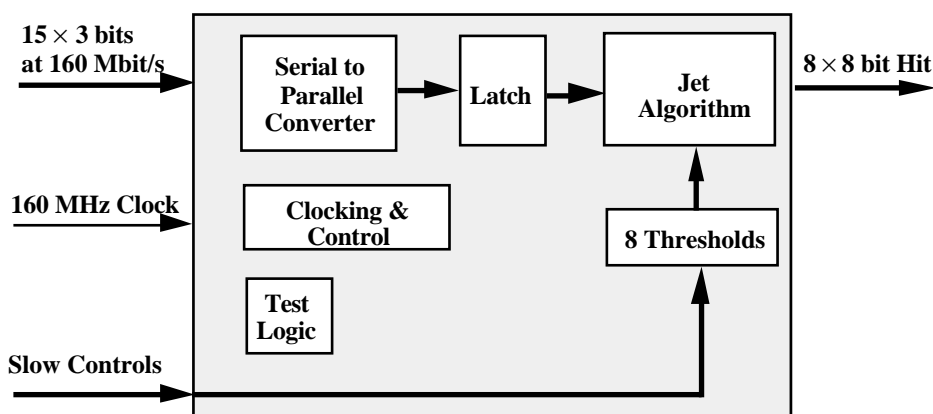 15 × 3 bits
at 160 Mbit/s
Serial to
Parallel
Converter
Latch
Jet
Algorithm
8 × 8 bit Hit
160 MHz Clock
Clocking &
Control
8 Thresholds
Test
Logic
Slow Controls